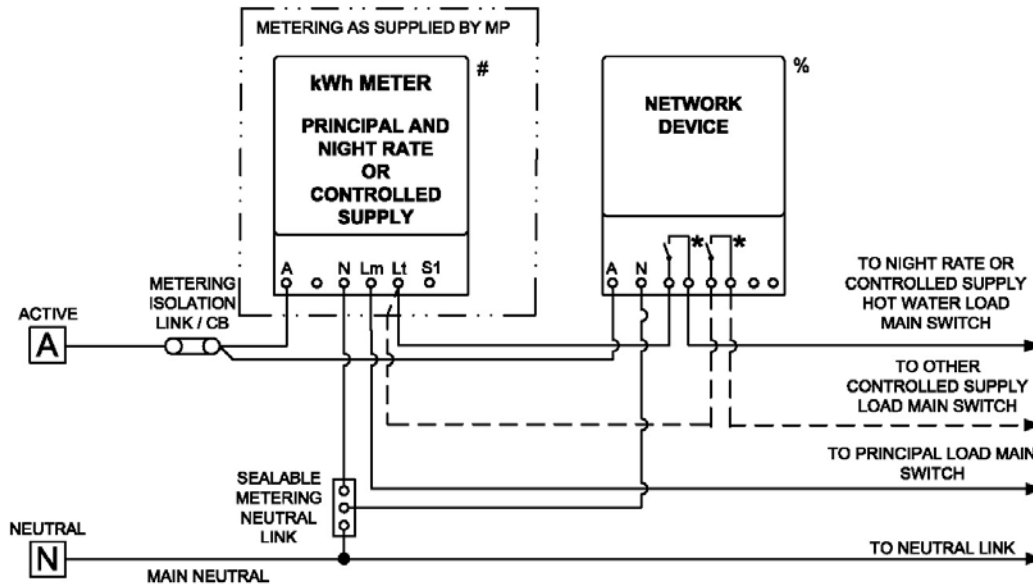 METERING AS SUPPLIED BY MP
kWh METER
PRINCIPAL AND
NIGHT RATE
OR
CONTROLLED
SUPPLY
#
NETWORK
DEVICE
%
* *
A N Lm Lt S1
A N
METERING
ISOLATION
LINK / CB
ACTIVE
A
TO NIGHT RATE OR
CONTROLLED SUPPLY
HOT WATER LOAD
MAIN SWITCH
TO OTHER
CONTROLLED SUPPLY
LOAD MAIN SWITCH
TO PRINCIPAL LOAD MAIN
SWITCH
SEALABLE
METERING
NEUTRAL
LINK
NEUTRAL
N
MAIN NEUTRAL
TO NEUTRAL LINK